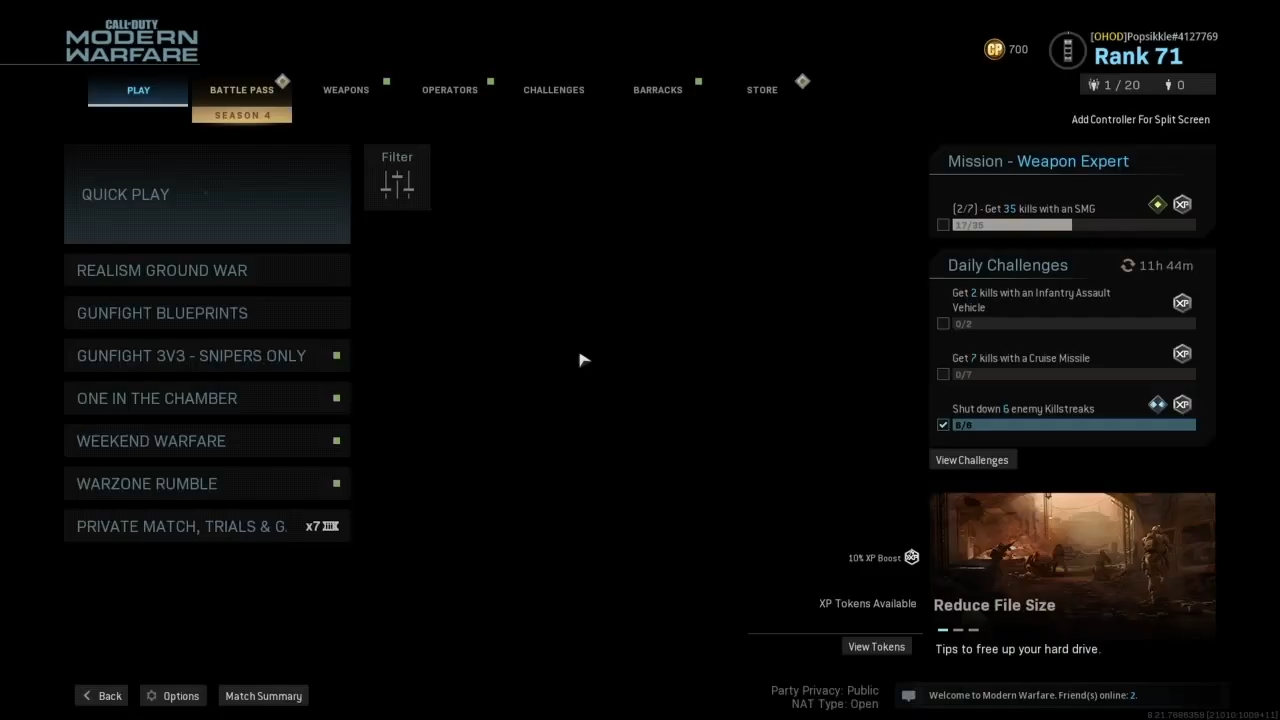 CALL OF DUTY
MODERN
WARFARE
CP 700
[OHOD]Popsikkle#4127769
Rank 71
1 / 20 0
Add Controller For Split Screen
PLAY
BATTLE PASS
SEASON 4
WEAPONS
OPERATORS
CHALLENGES
BARRACKS
STORE
QUICK PLAY
Filter
REALISM GROUND WAR
GUNFIGHT BLUEPRINTS
GUNFIGHT 3V3 - SNIPERS ONLY
ONE IN THE CHAMBER
WEEKEND WARFARE
WARZONE RUMBLE
PRIVATE MATCH, TRIALS & G. x7
Mission - Weapon Expert
[2/7] - Get 35 kills with an SMG
XP
17/35
Daily Challenges
11h 44m
Get 2 kills with an Infantry Assault
Vehicle
XP
0/2
Get 7 kills with a Cruise Missile
XP
0/7
Shut down 6 enemy Killstreaks
XP
6/6
View Challenges
10% XP Boost
XP Tokens Available
View Tokens
Reduce File Size
Tips to free up your hard drive.
Back
Options
Match Summary
Party Privacy: Public
NAT Type: Open
Welcome to Modern Warfare. Friend(s) online: 2.